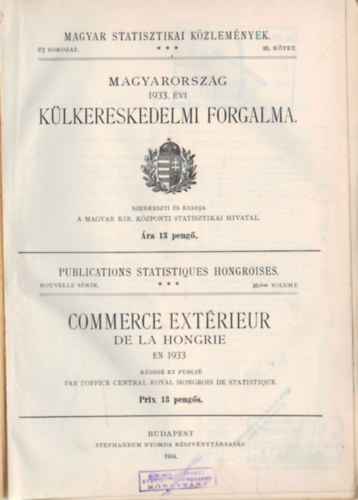 MAGYAR STATISZTIKAI KÖZLEMÉNYEK.
ÚJ SOROZAT. *** KÖTET.
MAGYARORSZÁG
1933. ÉVI
KÜLKERESKEDELMI FORGALMA.
SZERKESZTI ÉS KIADJA
A MAGYAR KIR. KÖZPONTI STATISZTIKAI HIVATAL.
Ára 13 pengő.
PUBLICATIONS STATISTIQUES HONGROISES.
NOUVELLE SÉRIE. *** VOLUME
COMMERCE EXTÉRIEUR
DE LA HONGRIE
EN 1933
RÉDIGÉ ET PUBLIÉ
PAR L'OFFICE CENTRAL ROYAL HONGROIS DE STATISTIQUE.
Prix 13 pengős.
BUDAPEST
STEPHANEUM NYOMDA RÉSZVÉNYTÁRSASÁG
1934.
KÖNYVTÁRA